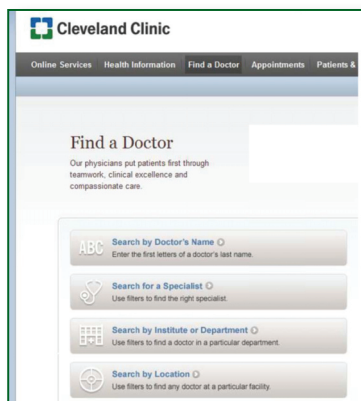 Cleveland Clinic
Online Services Health Information Find a Doctor Appointments Patients &
Find a Doctor
Our physicians put patients first through
teamwork, clinical excellence and
compassionate care.
ABC
Search by Doctor's Name
Enter the first letters of a doctor's last name.
Search for a Specialist
Use filters to find the right specialist.
Search by Institute or Department
Use filters to find a doctor in a particular department.
Search by Location
Use filters to find any doctor at a particular facility.